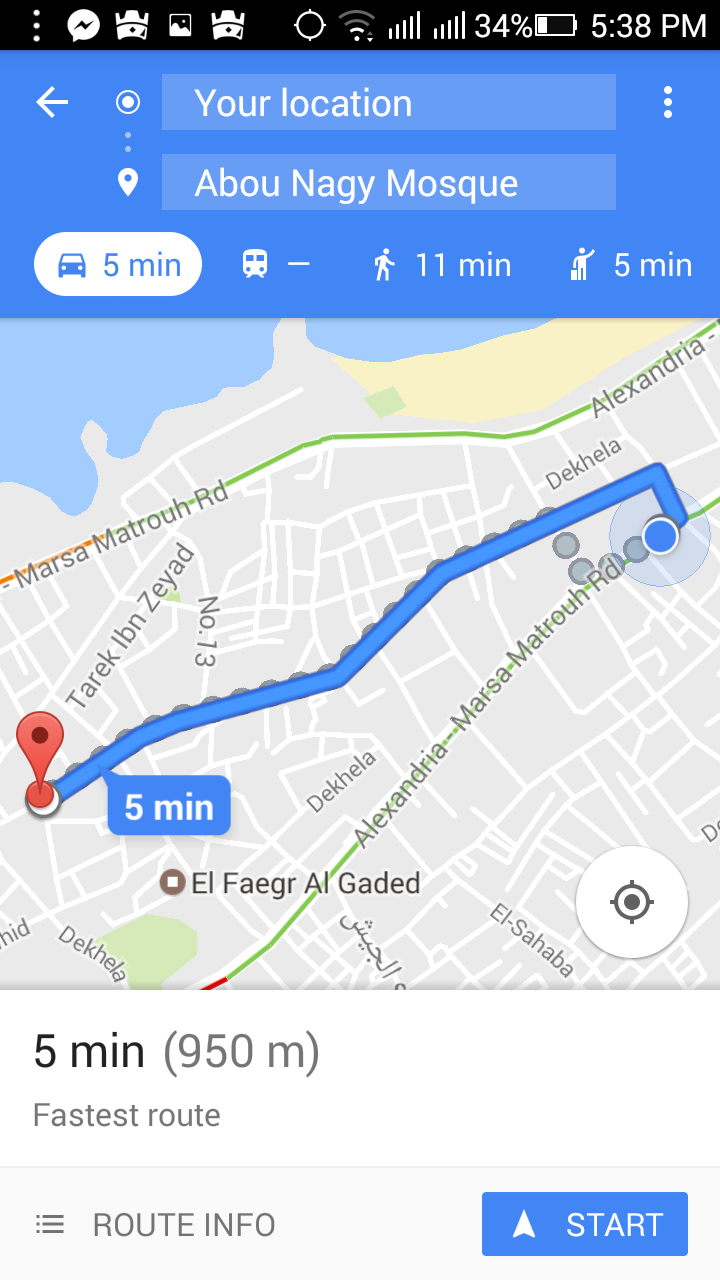 34% 5:38 PM
Your location
Abou Nagy Mosque
5 min — 11 min 5 min
Alexandria -
Dekhela
- Marsa Matrouh Rd
Tarek Ibn Zeyad
No.13
Alexandria - Marsa Matrouh Rd
Dekhela
5 min
El Faegr Al Gaded
El-Sahaba
Dekhela
الجيش
5 min (950 m)
Fastest route
ROUTE INFO
START